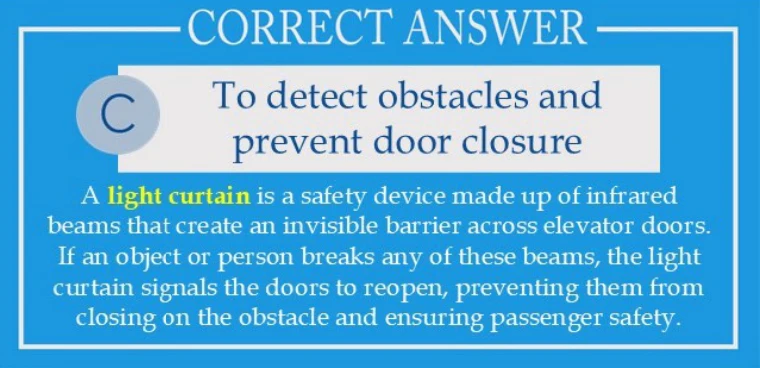 CORRECT ANSWER
C
To detect obstacles and
prevent door closure
A light curtain is a safety device made up of infrared
beams that create an invisible barrier across elevator doors.
If an object or person breaks any of these beams, the light
curtain signals the doors to reopen, preventing them from
closing on the obstacle and ensuring passenger safety.